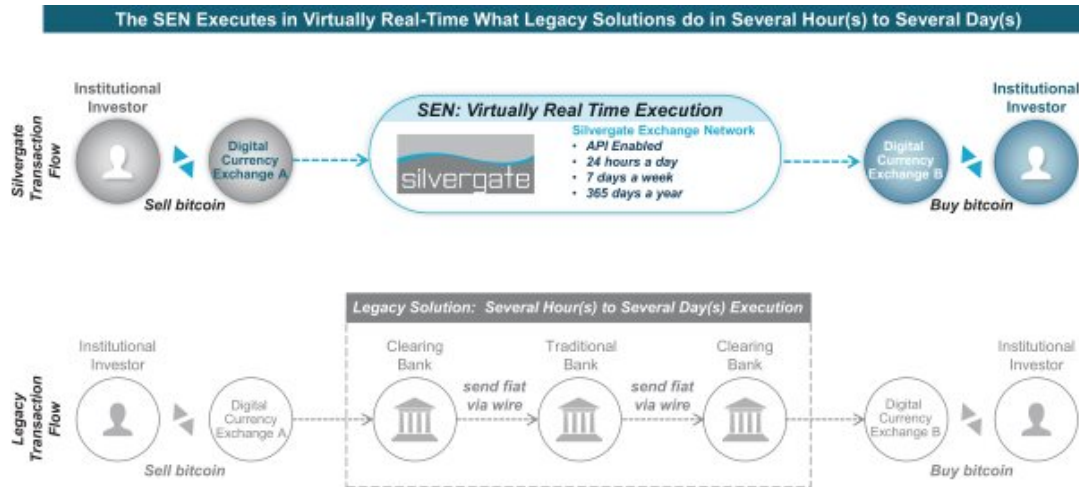 The SEN Executes in Virtually Real-Time What Legacy Solutions do in Several Hour(s) to Several Day(s)
Silvergate
Transaction
Flow
Institutional
Investor
Digital
Currency
Exchange A
Sell bitcoin
SEN: Virtually Real Time Execution
silvergate
Silvergate Exchange Network
• API Enabled
• 24 hours a day
• 7 days a week
• 365 days a year
Digital
Currency
Exchange B
Institutional
Investor
Buy bitcoin
Legacy
Transaction
Flow
Institutional
Investor
Digital
Currency
Exchange A
Sell bitcoin
Legacy Solution: Several Hour(s) to Several Day(s) Execution
Clearing
Bank
send fiat
via wire
Traditional
Bank
send fiat
via wire
Clearing
Bank
Digital
Currency
Exchange B
Institutional
Investor
Buy bitcoin